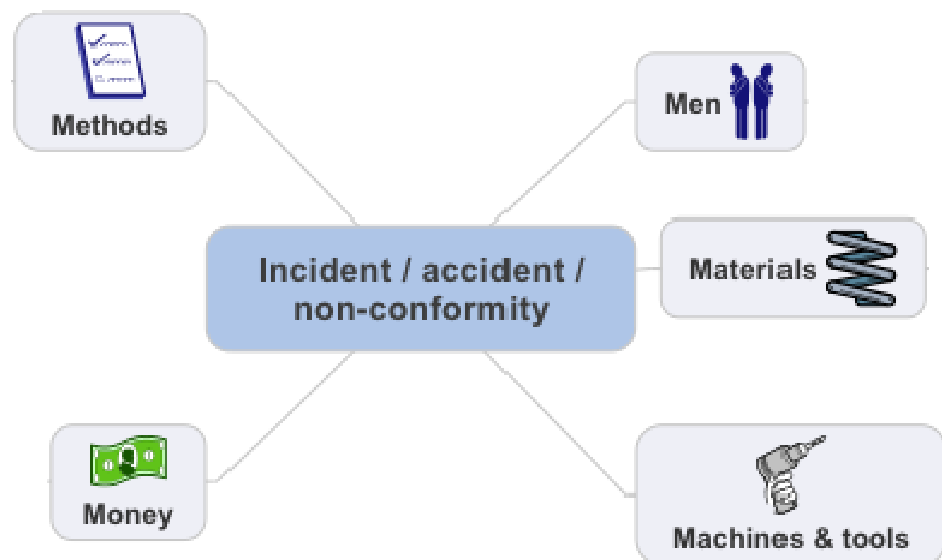 Methods
Men
Incident / accident /
non-conformity
Materials
Money
Machines & tools